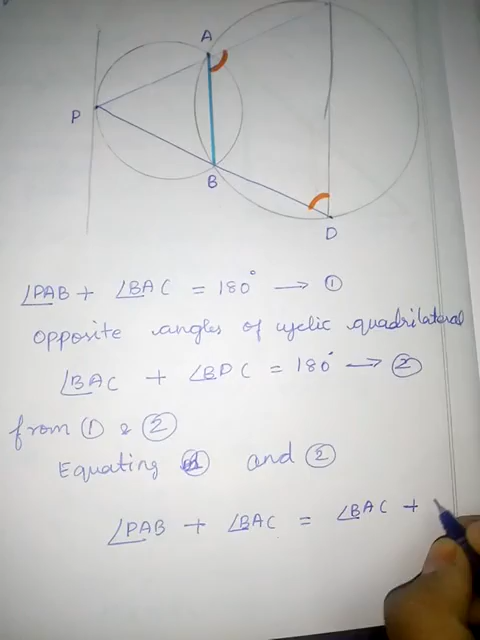 A
P
B
D
∠PAB + ∠BAC = 180° → ①
opposite angles of cyclic quadrilateral
∠BAC + ∠BDC = 180° → ②
from ① & ②
Equating ① and ②
∠PAB + ∠BAC = ∠BAC +